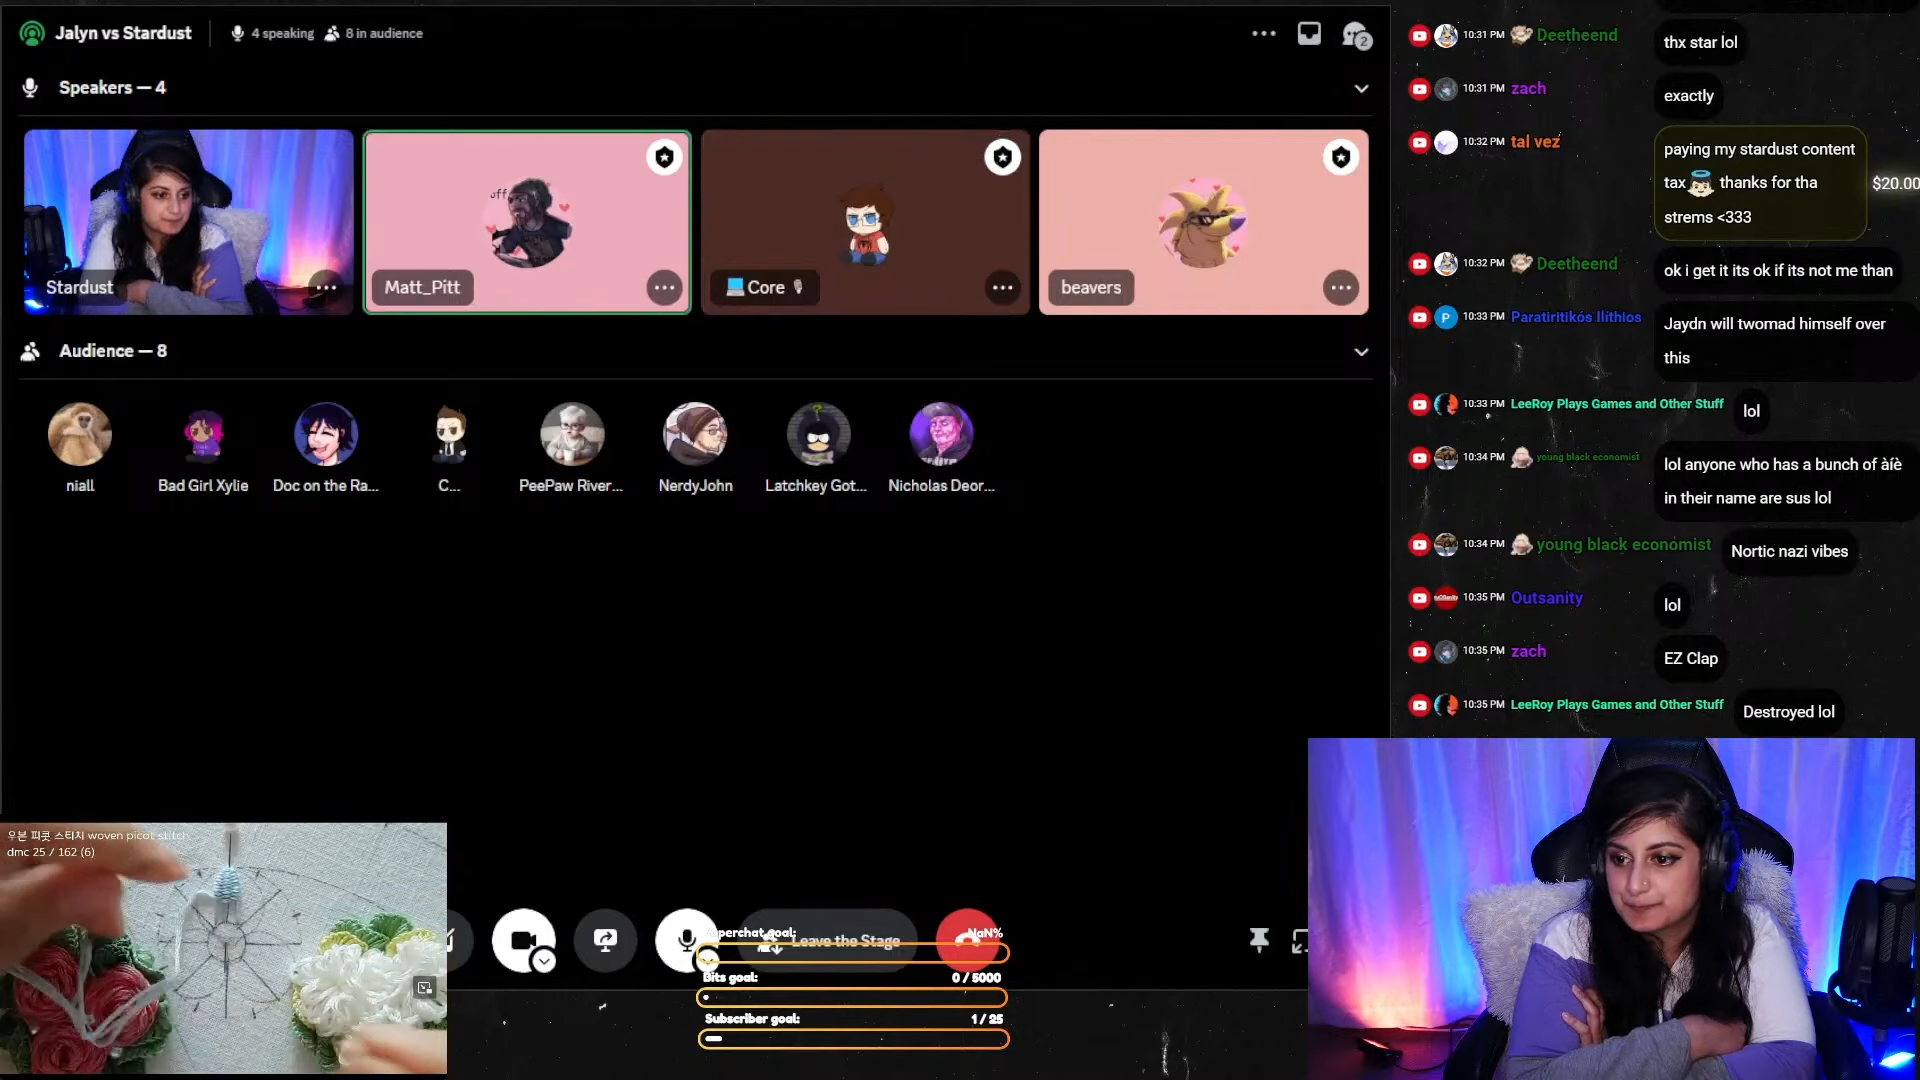 Jalyn vs Stardust
4 speaking
8 in audience
2
Speakers — 4
Stardust
off
Matt_Pitt
Core
beavers
Audience — 8
niall
Bad Girl Xylie
Doc on the Ra...
C...
PeePaw River...
NerdyJohn
Latchkey Got...
Nicholas Deor...
우븐 피콧 스티치 woven picot stitch
dmc 25 / 162 (6)
Leave the Stage
NaN%
Bits goal:
0 / 5000
Subscriber goal:
1 / 25
10:31 PM Deetheend
thx star lol
10:31 PM zach
exactly
10:32 PM tal vez
paying my stardust content
tax thanks for tha
strems <333
$20.00
10:32 PM Deetheend
ok i get it its ok if its not me than
P 10:33 PM Paratiritikós Ilíthios
Jaydn will twomad himself over
this
10:33 PM LeeRoy Plays Games and Other Stuff
lol
10:34 PM young black economist
lol anyone who has a bunch of àíè
in their name are sus lol
10:34 PM young black economist
Nortic nazi vibes
10:35 PM Outsanity
lol
10:35 PM zach
EZ Clap
10:35 PM LeeRoy Plays Games and Other Stuff
Destroyed lol